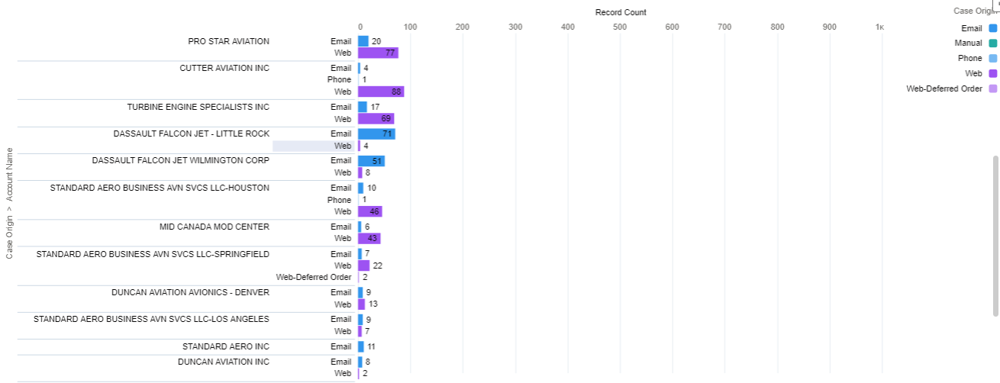 Record Count
Case Origin
0 100 200 300 400 500 600 700 800 900 1K
Email
Manual
Phone
Web
Web-Deferred Order
Case Origin > Account Name
PRO STAR AVIATION Email 20
Web 77
CUTTER AVIATION INC Email 4
Phone 1
Web 88
TURBINE ENGINE SPECIALISTS INC Email 17
Web 69
DASSAULT FALCON JET - LITTLE ROCK Email 71
Web 4
DASSAULT FALCON JET WILMINGTON CORP Email 51
Web 8
STANDARD AERO BUSINESS AVN SVCS LLC-HOUSTON Email 10
Phone 1
Web 46
MID CANADA MOD CENTER Email 6
Web 43
STANDARD AERO BUSINESS AVN SVCS LLC-SPRINGFIELD Email 7
Web 22
Web-Deferred Order 2
DUNCAN AVIATION AVIONICS - DENVER Email 9
Web 13
STANDARD AERO BUSINESS AVN SVCS LLC-LOS ANGELES Email 9
Web 7
STANDARD AERO INC Email 11
DUNCAN AVIATION INC Email 8
Web 2